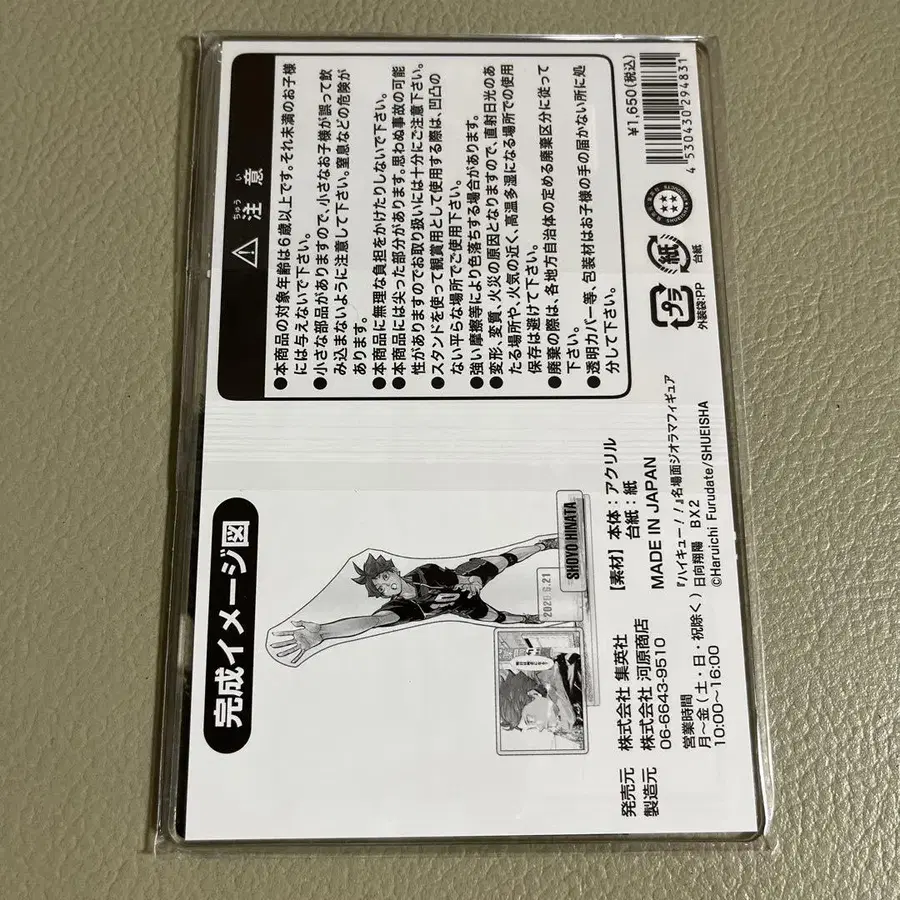 完成イメージ図
2020.6.21
SHOYO HINATA
ちゅう い
注 意
●本商品の対象年齢は6歳以上です。それ未満のお子様
には与えないで下さい。
●小さな部品がありますので、小さなお子様が誤って飲
み込まないように注意して下さい。窒息などの危険が
あります。
●本商品に無理な負担をかけたりしないで下さい。
●本商品には尖った部分があります。思わぬ事故の可能
性がありますのでお取り扱いには十分にご注意下さい。
●スタンドを使って観賞用として使用する際は、凹凸の
ない平らな場所でご使用下さい。
●強い摩擦等により色落ちする場合があります。
●変形、変質、火災の原因となりますので、直射日光のあ
たる場所や、火気の近く、高温多湿になる場所での使用
保存は避けて下さい。
●廃棄の際は、各地方自治体の定める廃棄区分に従って
下さい。
●透明カバー等、包装材はお子様の手の届かない所に処
分して下さい。
発売元 株式会社 集英社
製造元 株式会社 河原商店
06-6643-9510
営業時間
月〜金(土・日・祝除く)
10:00〜16:00
【素材】本体:アクリル
台紙:紙
MADE IN JAPAN
『ハイキュー!!』名場面ジオラマフィギュア
日向翔陽 BX2
©Haruichi Furudate/SHUEISHA
プラ
外装袋:PP
紙
台紙
¥1,650(税込)
4 530430 294831